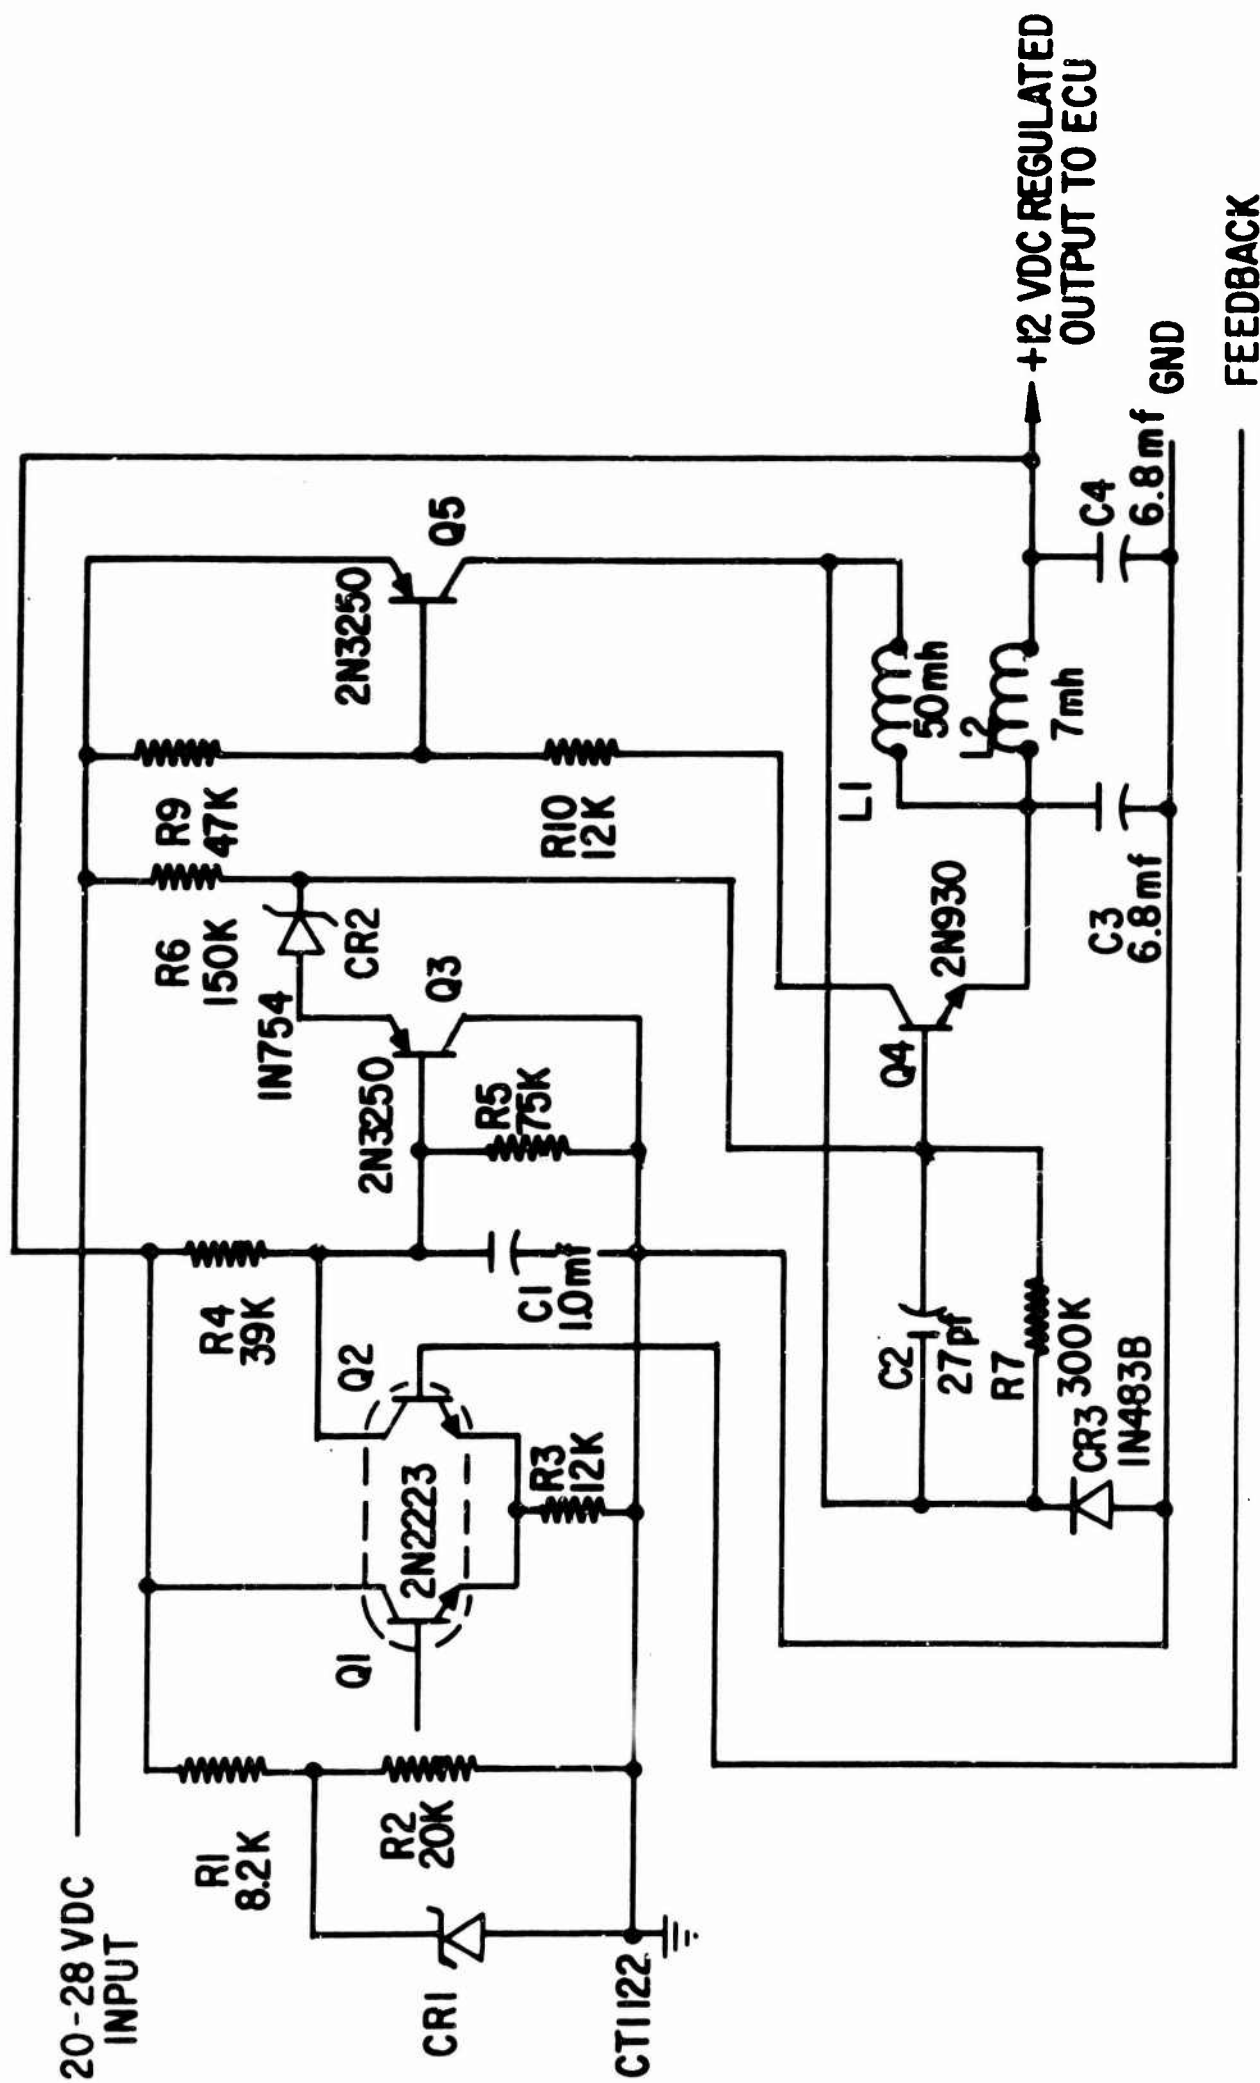 20-28 VDC
INPUT
R1
8.2K
R4
39K
R6
150K
R9
47K
CR1
R2
20K
Q1
2N2223
Q2
2N3250
1N754
CR2
Q3
2N3250
Q5
CT1122
R3
12K
C1
1.0mf
R5
75K
R10
12K
Q4
2N930
L1
50mh
L2
7mh
C2
27pf
R7
300K
CR3
1N483B
C3
6.8mf
C4
6.8mf
+12 VDC REGULATED
OUTPUT TO ECU
GND
FEEDBACK